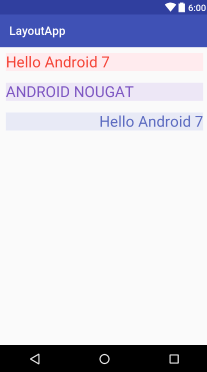 6:00
LayoutApp
Hello Android 7
ANDROID NOUGAT
Hello Android 7